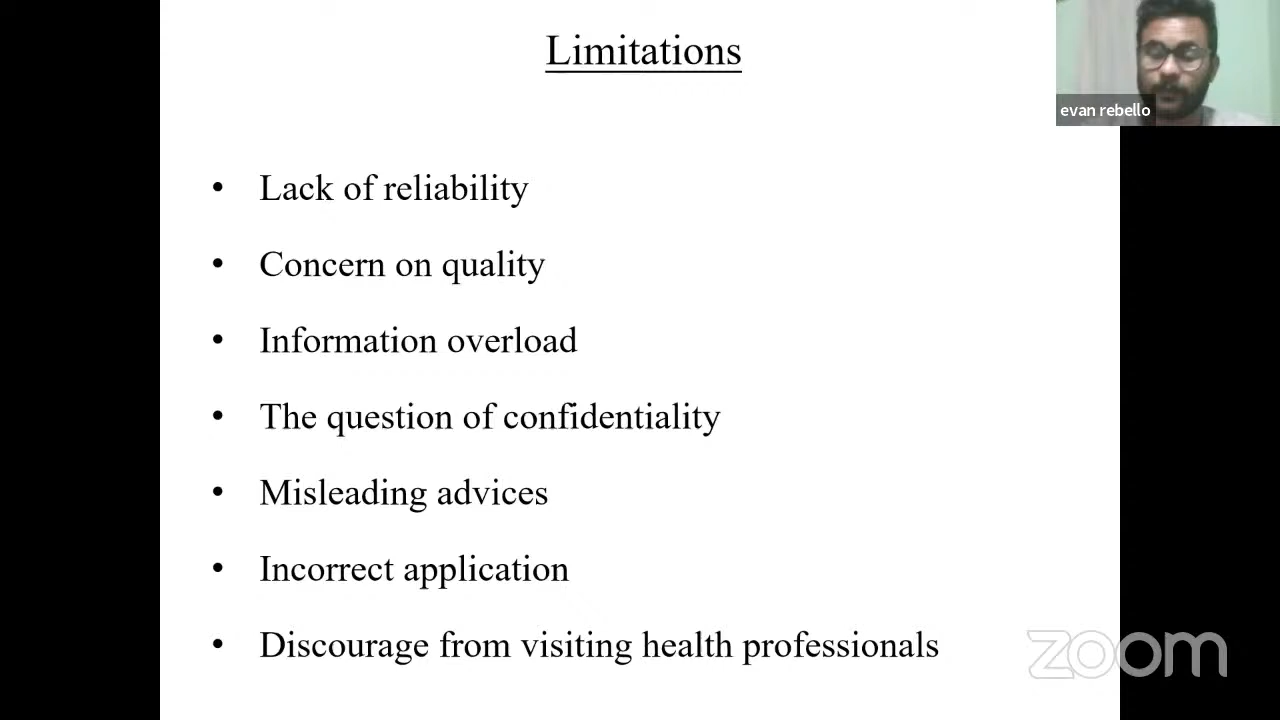 Limitations
evan rebello
• Lack of reliability
• Concern on quality
• Information overload
• The question of confidentiality
• Misleading advices
• Incorrect application
• Discourage from visiting health professionals
zoom